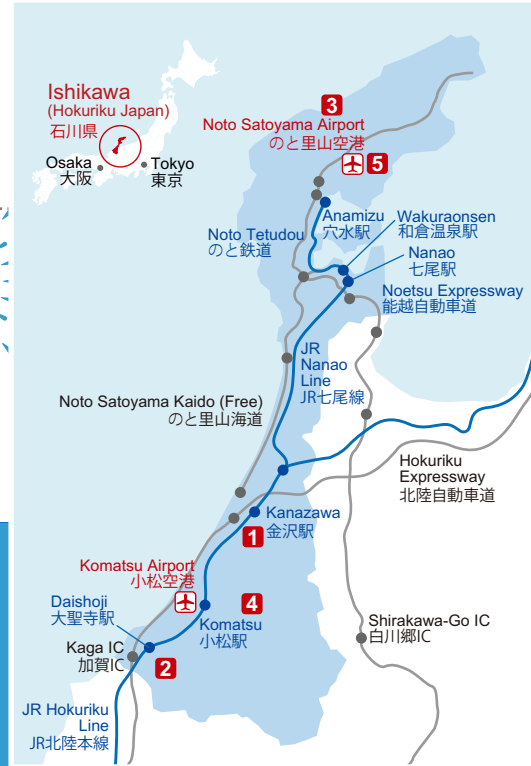 Ishikawa
(Hokuriku Japan)
石川県
Osaka
大阪
Tokyo
東京
3
Noto Satoyama Airport
のと里山空港
5
Anamizu
穴水駅
Wakuraonsen
和倉温泉駅
Noto Tetudou
のと鉄道
Nanao
七尾駅
Noetsu Expressway
能越自動車道
JR
Nanao
Line
JR七尾線
Noto Satoyama Kaido (Free)
のと里山海道
Hokuriku
Expressway
北陸自動車道
Kanazawa
金沢駅
1
Komatsu Airport
小松空港
4
Daishoji
大聖寺駅
Komatsu
小松駅
Shirakawa-Go IC
白川郷IC
Kaga IC
加賀IC
2
JR Hokuriku
Line
JR北陸本線